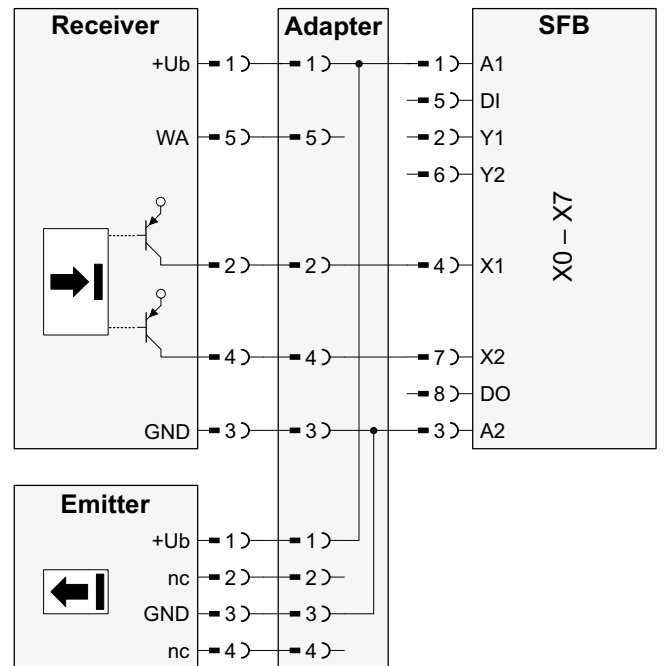 Receiver Adapter SFB
+Ub 1 1 1 A1
5 DI
WA 5 5 2 Y1
6 Y2
X0 – X7
2 2 4 X1
4 4 7 X2
8 DO
GND 3 3 3 A2
Emitter
+Ub 1 1
nc 2 2
GND 3 3
nc 4 4